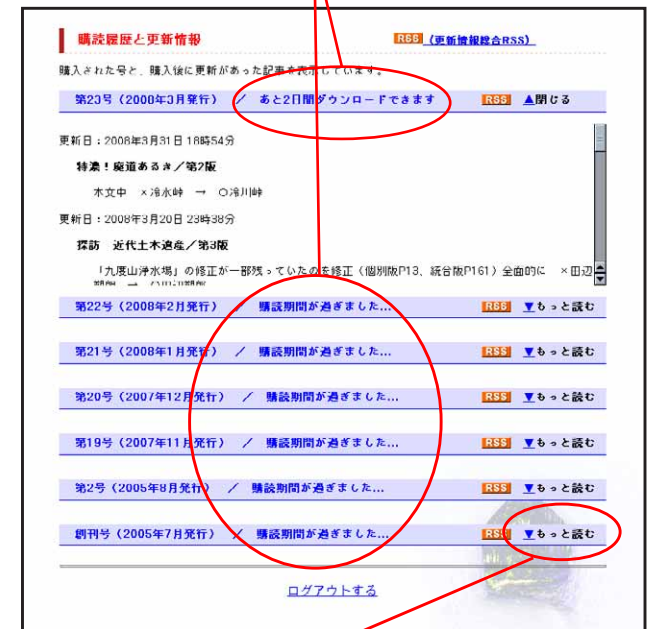 購読履歴と更新情報 RSS (更新情報総合RSS)
購入された号と、購入後に更新があった記事を表示しています。
第23号（2008年3月発行） ／ あと2日間ダウンロードできます RSS ▲閉じる
更新日：2008年3月31日 18時54分
特濃！廃道あるき／第2版
本文中 ×冷水峠 → ○冷川峠
更新日：2008年3月20日 23時38分
探訪 近代土木遺産／第3版
「九度山浄水場」の修正が一部残っていたのを修正（個別版P13、統合版P161）全面的に ×田辺
第22号（2008年2月発行） ／ 購読期間が過ぎました... RSS ▼もっと読む
第21号（2008年1月発行） ／ 購読期間が過ぎました... RSS ▼もっと読む
第20号（2007年12月発行） ／ 購読期間が過ぎました... RSS ▼もっと読む
第19号（2007年11月発行） ／ 購読期間が過ぎました... RSS ▼もっと読む
第2号（2005年8月発行） ／ 購読期間が過ぎました... RSS ▼もっと読む
創刊号（2005年7月発行） ／ 購読期間が過ぎました... RSS ▼もっと読む
ログアウトする